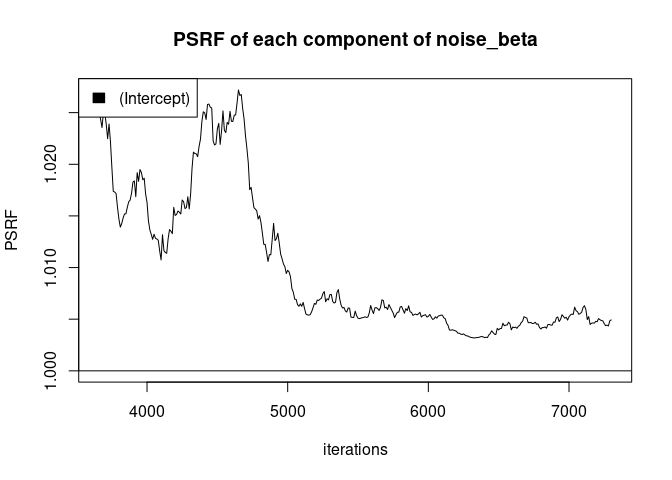 PSRF of each component of noise_beta
(Intercept)
PSRF
1.020
1.010
1.000
4000 5000 6000 7000
iterations